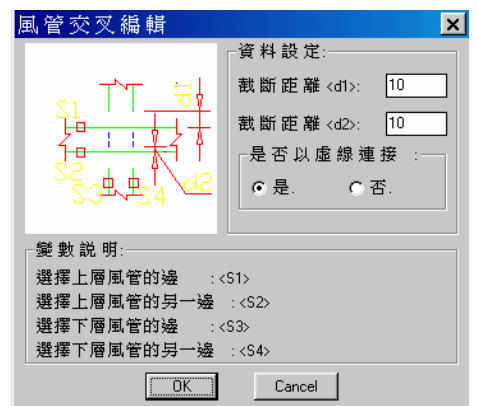 風管交叉編輯
S1
S2
S3
S4
d1
d2
資料設定:
截斷距離 <d1>: 10
截斷距離 <d2>: 10
是否以虛線連接 :
是.
否.
變數說明:
選擇上層風管的邊 :<S1>
選擇上層風管的另一邊 :<S2>
選擇下層風管的邊 :<S3>
選擇下層風管的另一邊 :<S4>
OK
Cancel